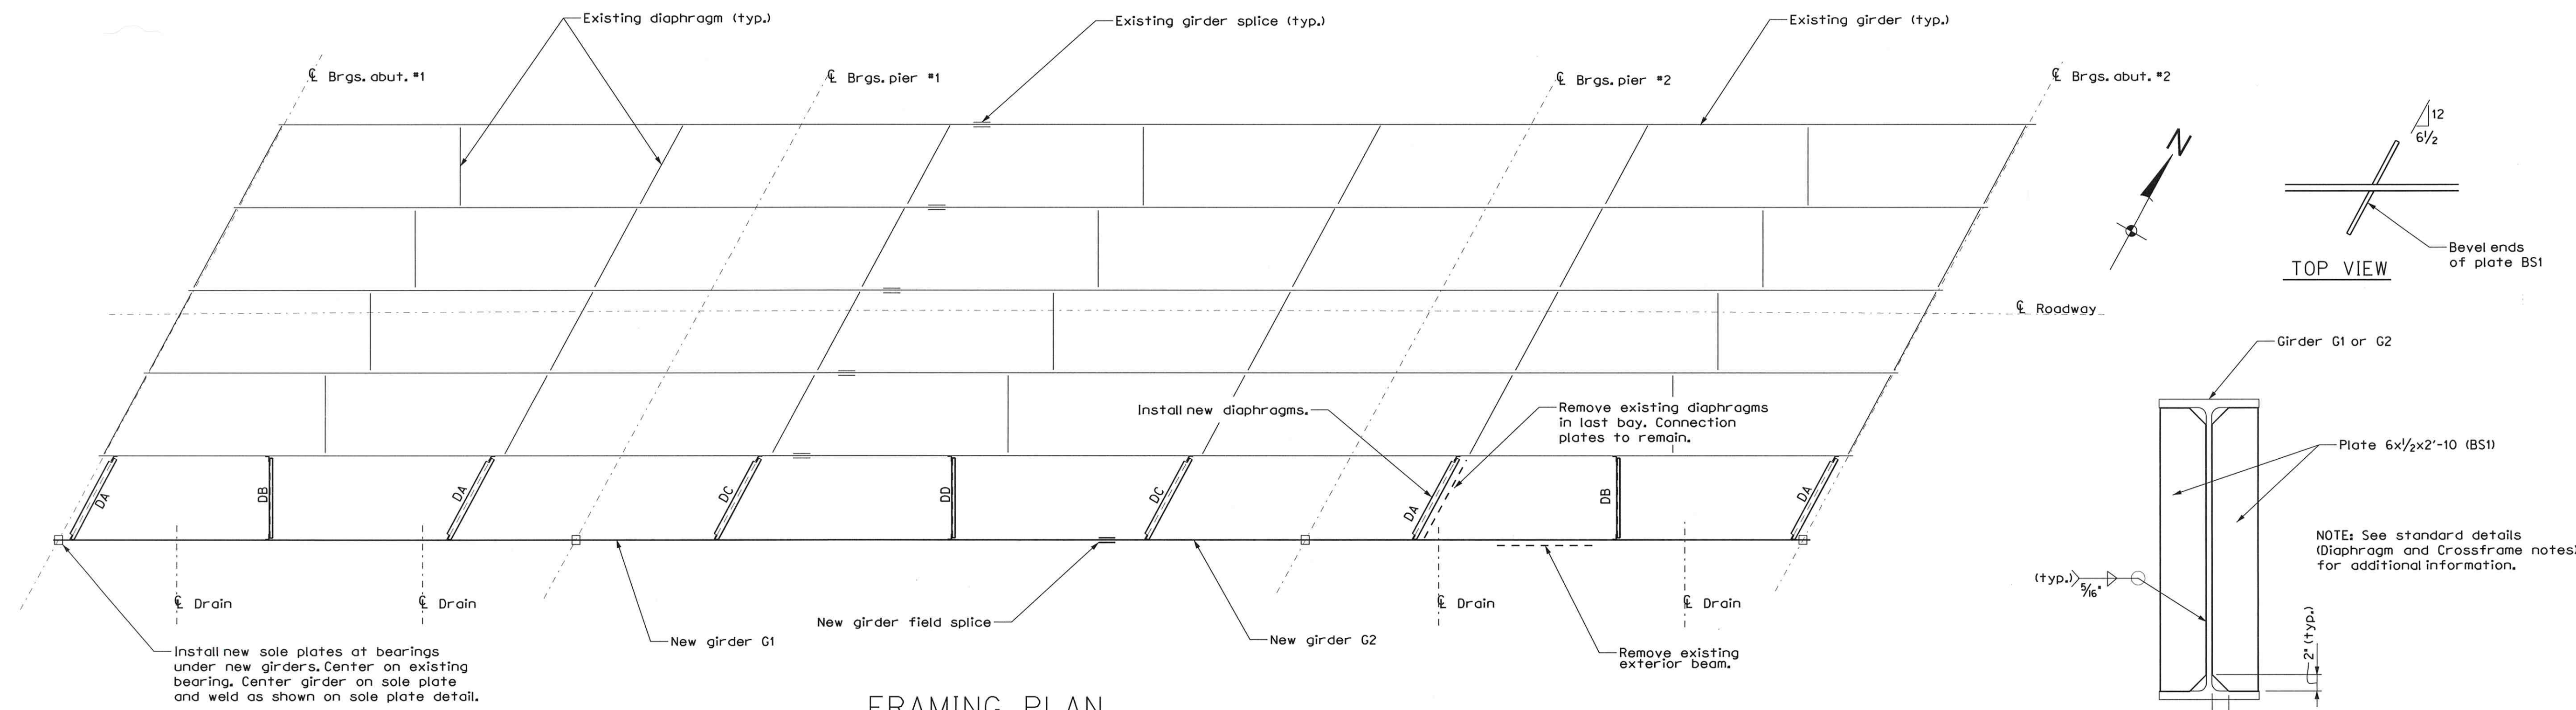 Existing diaphragm (typ.)
Existing girder splice (typ.)
Existing girder (typ.)
℄ Brgs. abut. #1
℄ Brgs. pier #1
℄ Brgs. pier #2
℄ Brgs. abut. #2
12
6½
N
Bevel ends
of plate BS1
TOP VIEW
℄ Roadway
Girder G1 or G2
Install new diaphragms.
Remove existing diaphragms
in last bay. Connection
plates to remain.
Plate 6x½x2'-10 (BS1)
DA
DB
DA
DC
DD
DC
DA
DB
DA
NOTE: See standard details
(Diaphragm and Crossframe notes)
for additional information.
(typ.)
5/16"
2" (typ.)
℄ Drain
℄ Drain
℄ Drain
℄ Drain
New girder field splice
New girder G1
New girder G2
Remove existing
exterior beam.
Install new sole plates at bearings
under new girders. Center on existing
bearing. Center girder on sole plate
and weld as shown on sole plate detail.
FRAMING PLAN